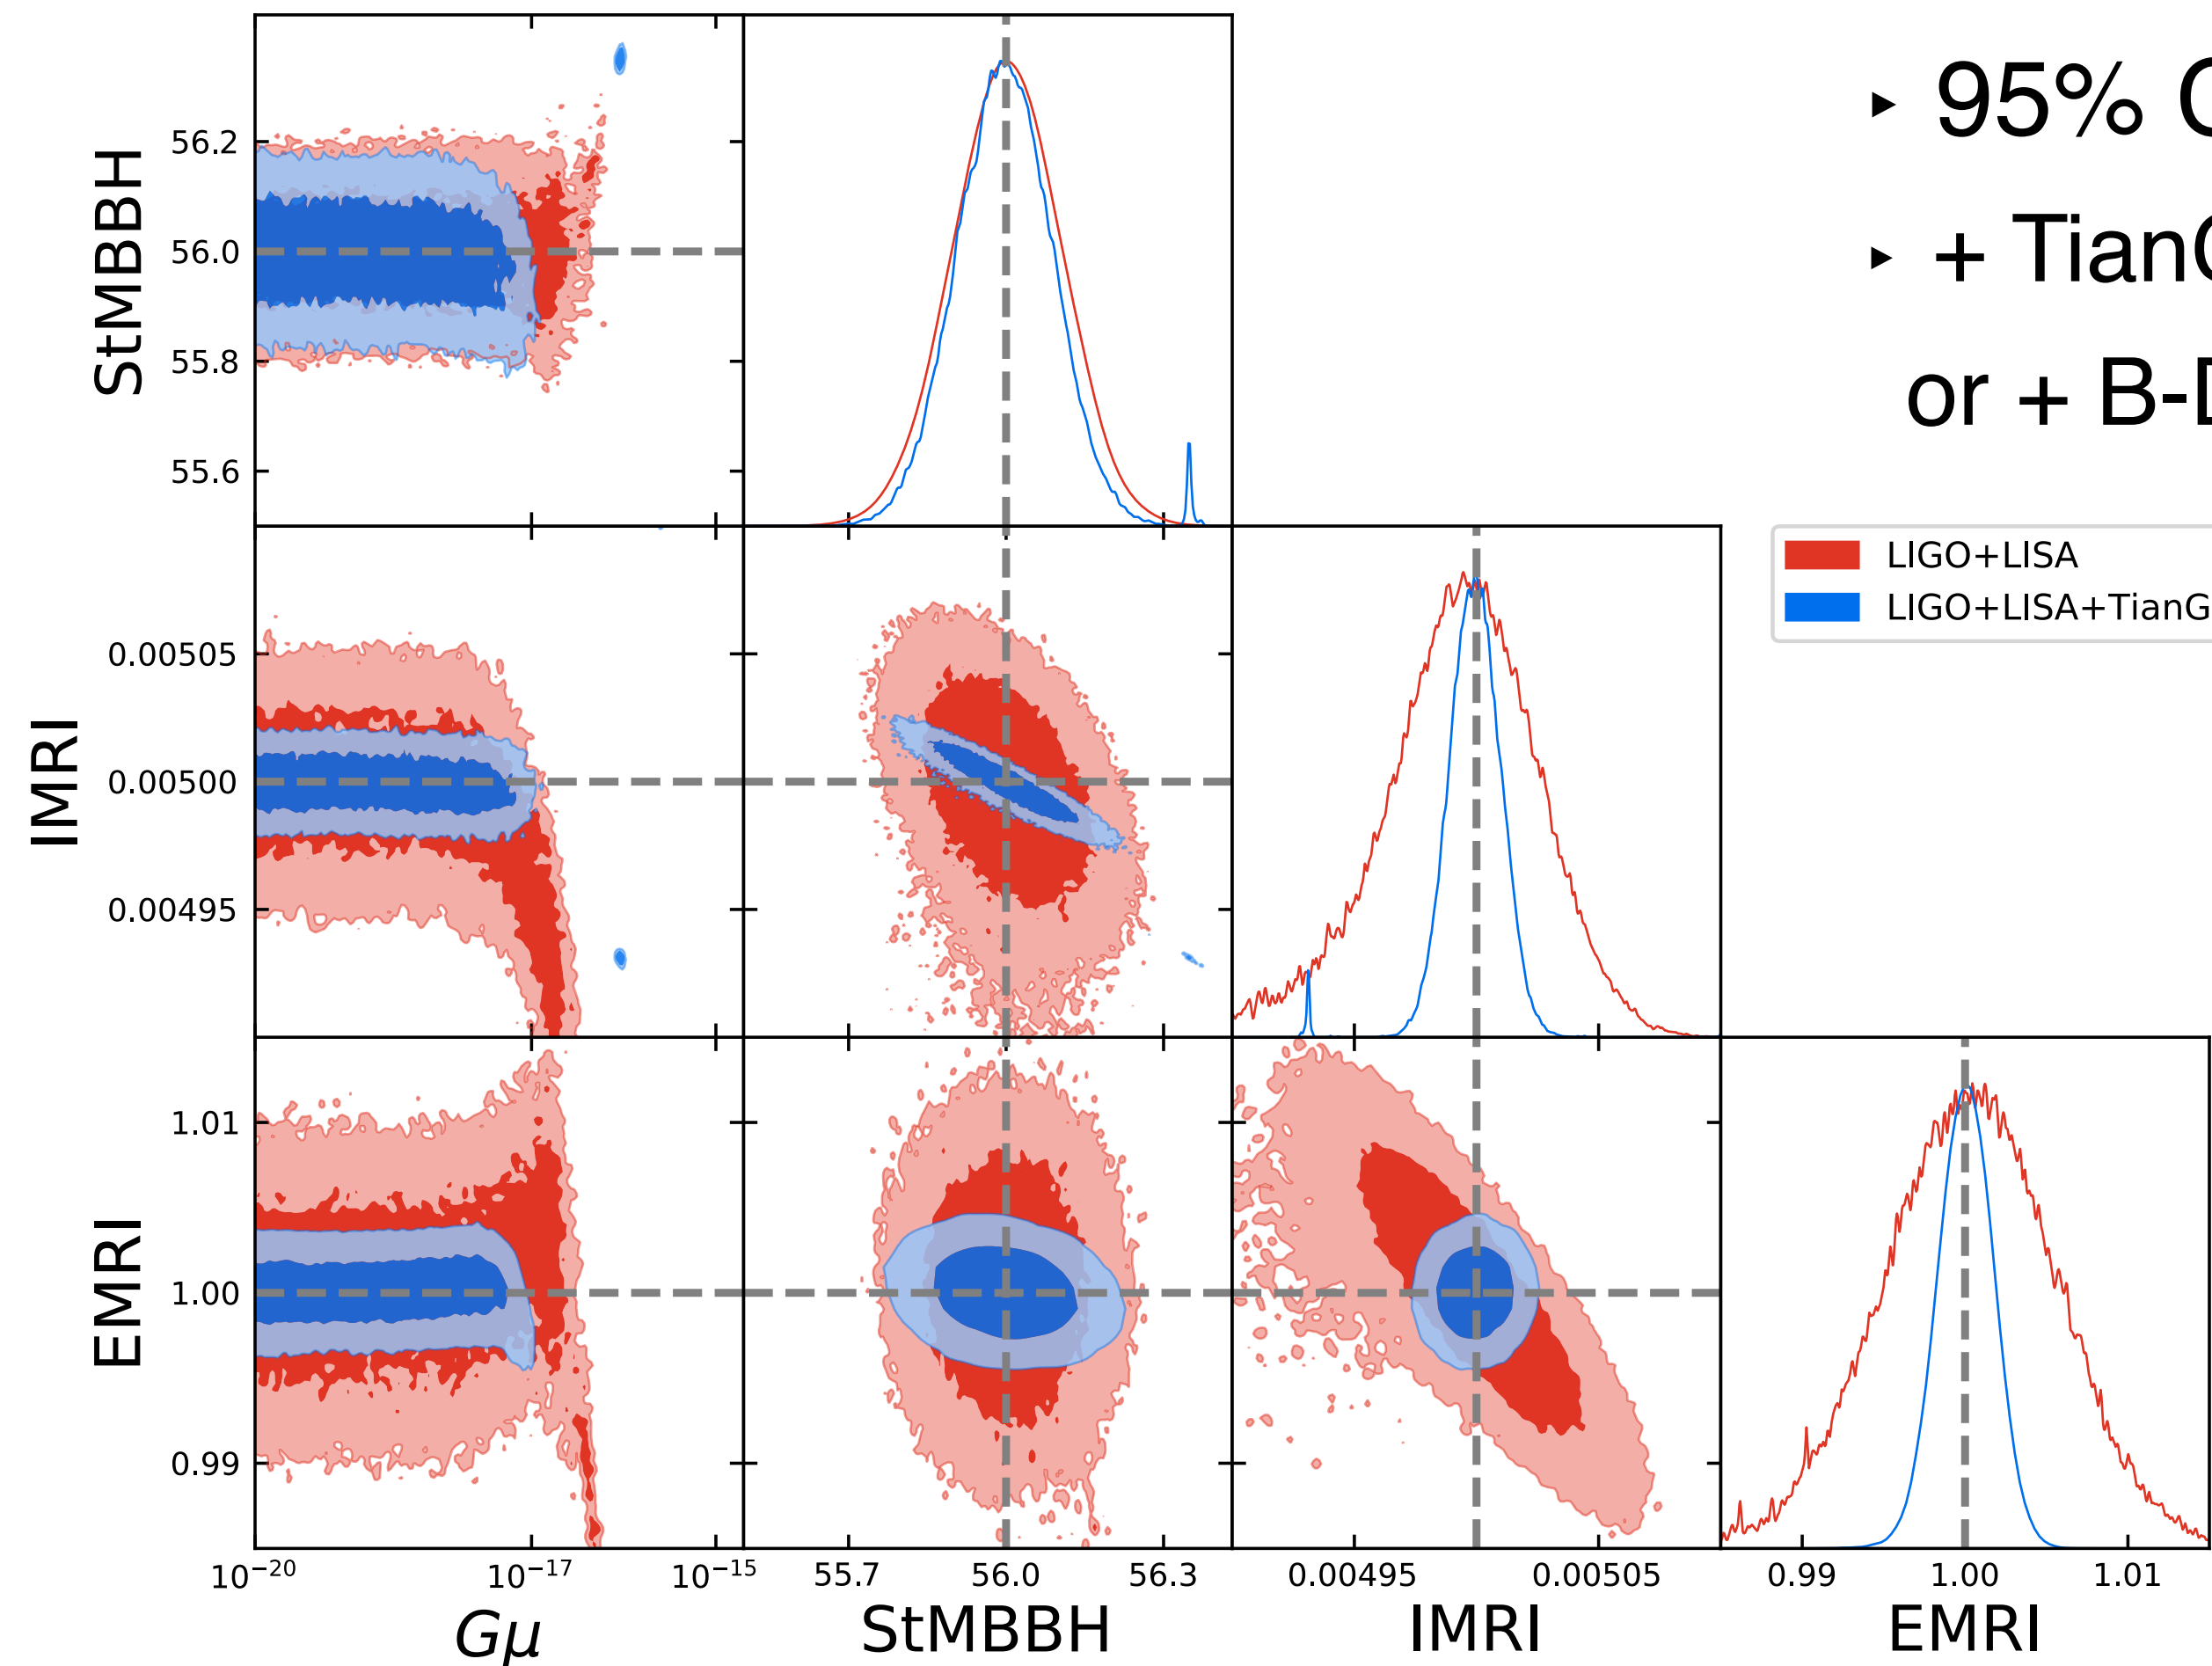 ▸ 95%
▸ + 
or +
StMBBH
56.2
56.0
55.8
55.6
LIGO+LISA
LIGO+LISA+TianG
IMRI
0.00505
0.00500
0.00495
EMRI
1.01
1.00
0.99
10⁻²⁰ 10⁻¹⁷ 10⁻¹⁵ 55.7 56.0 56.3 0.00495 0.00505 0.99 1.00 1.01
Gμ StMBBH IMRI EMRI